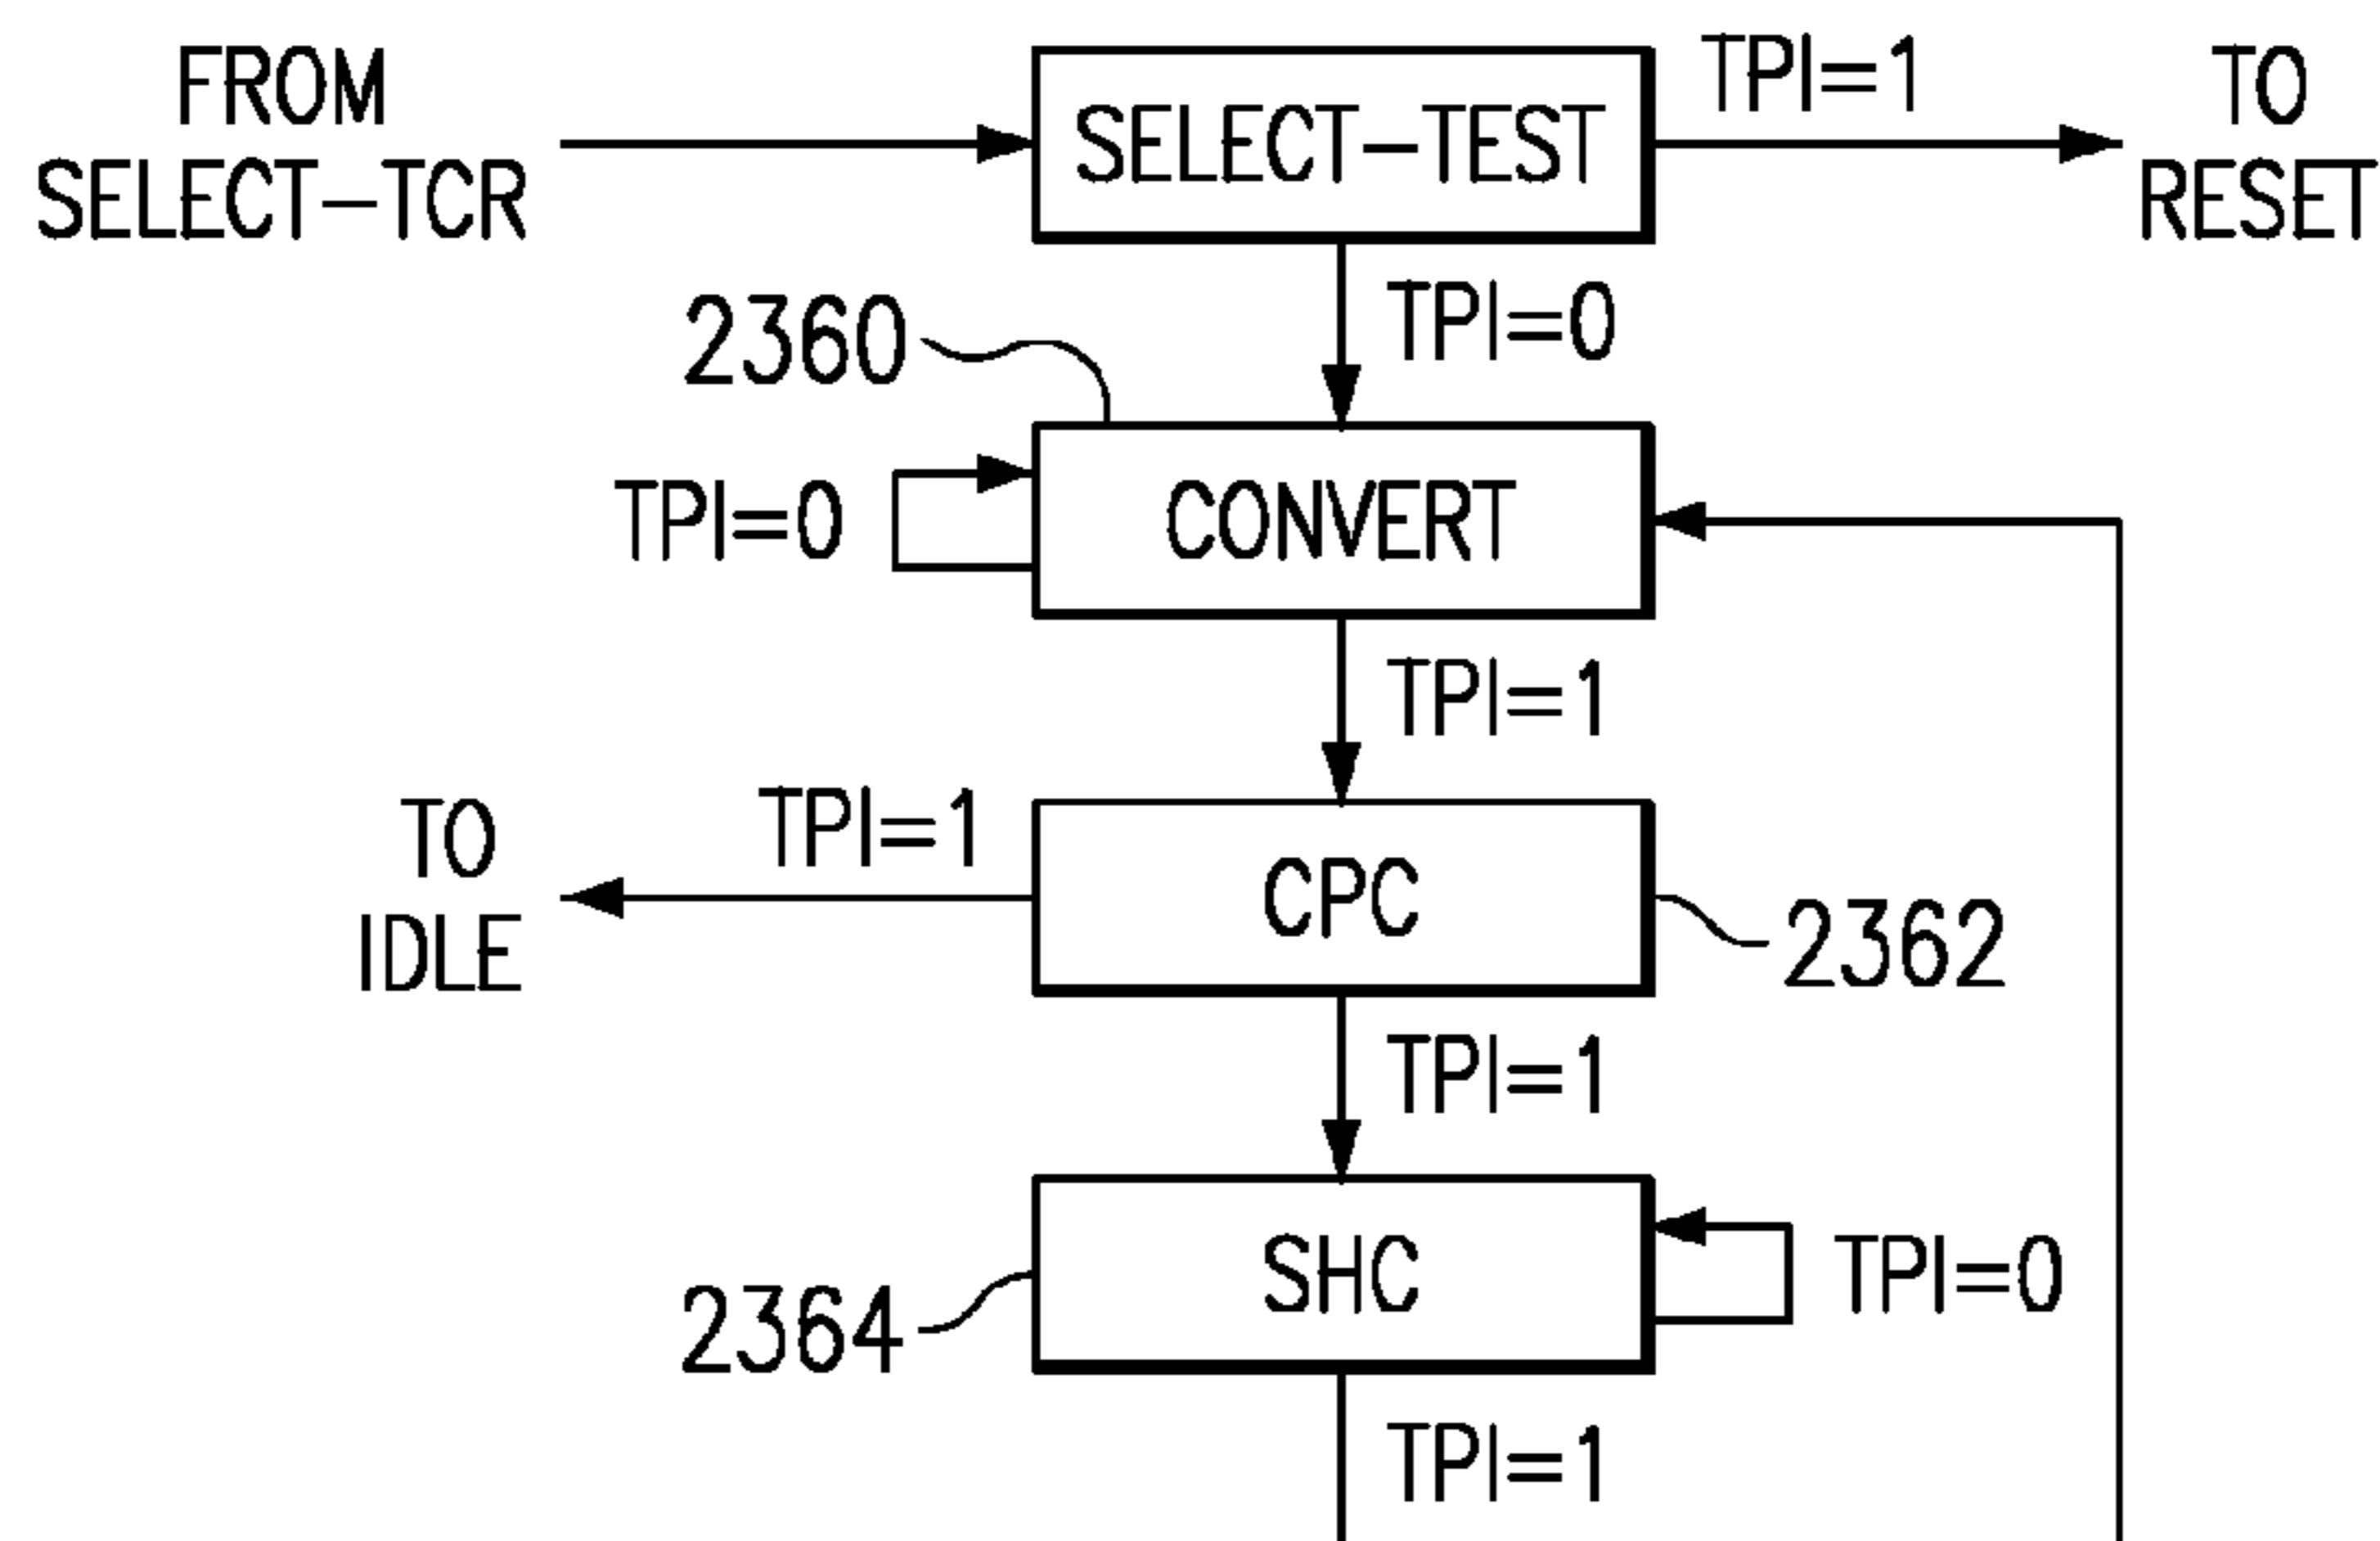 FROM
SELECT-TCR
SELECT-TEST
TPI=1
TO
RESET
TPI=0
2360
TPI=0
CONVERT
TPI=1
TO
IDLE
TPI=1
CPC
2362
TPI=1
2364
SHC
TPI=0
TPI=1